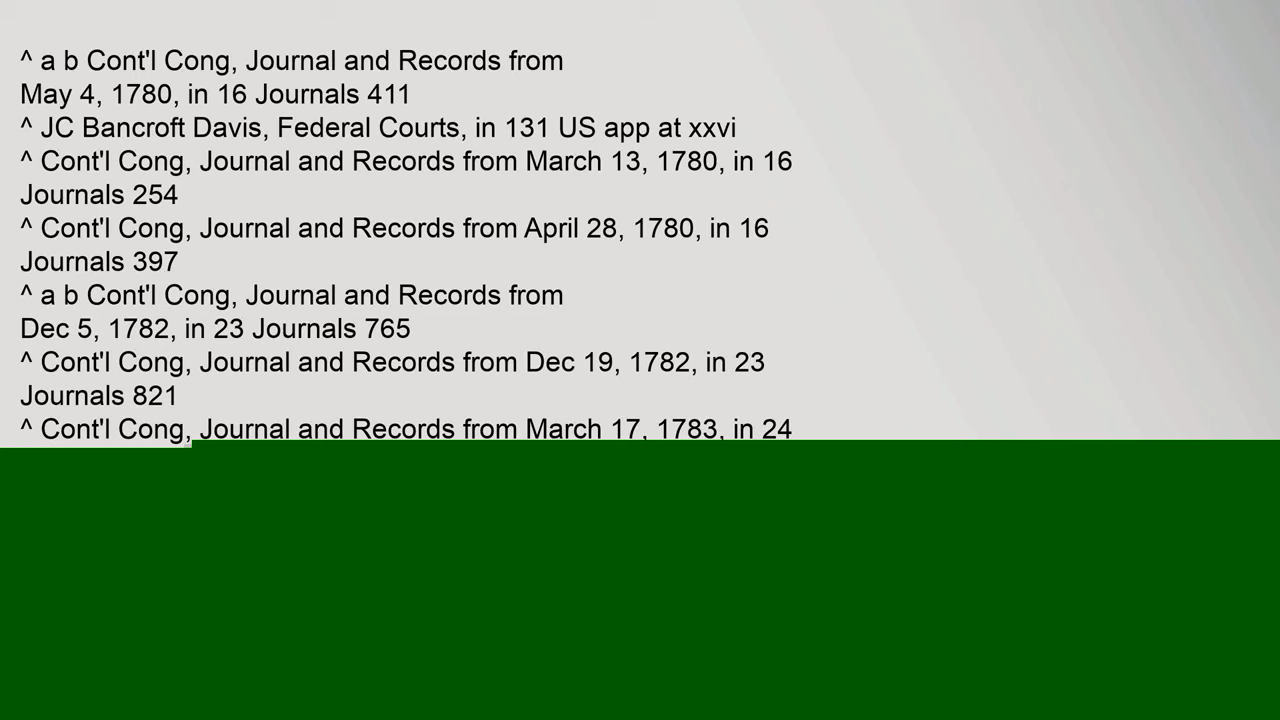 ^ a b Cont'l Cong, Journal and Records from
May 4, 1780, in 16 Journals 411
^ JC Bancroft Davis, Federal Courts, in 131 US app at xxvi
^ Cont'l Cong, Journal and Records from March 13, 1780, in 16
Journals 254
^ Cont'l Cong, Journal and Records from April 28, 1780, in 16
Journals 397
^ a b Cont'l Cong, Journal and Records from
Dec 5, 1782, in 23 Journals 765
^ Cont'l Cong, Journal and Records from Dec 19, 1782, in 23
Journals 821
^ Cont'l Cong, Journal and Records from March 17, 1783, in 24